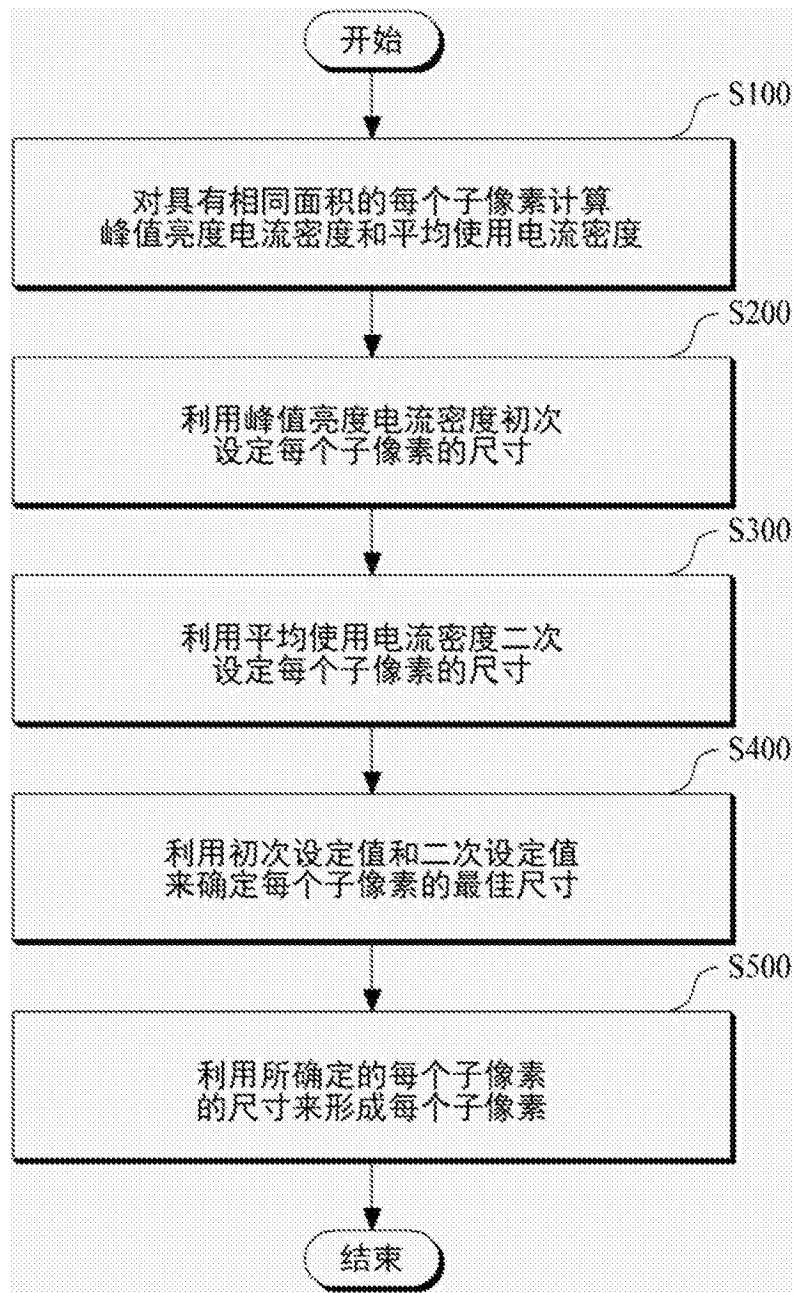 开始
S100
对具有相同面积的每个子像素计算
峰值亮度电流密度和平均使用电流密度
S200
利用峰值亮度电流密度初次
设定每个子像素的尺寸
S300
利用平均使用电流密度二次
设定每个子像素的尺寸
S400
利用初次设定值和二次设定值
来确定每个子像素的最佳尺寸
S500
利用所确定的每个子像素
的尺寸来形成每个子像素
结束